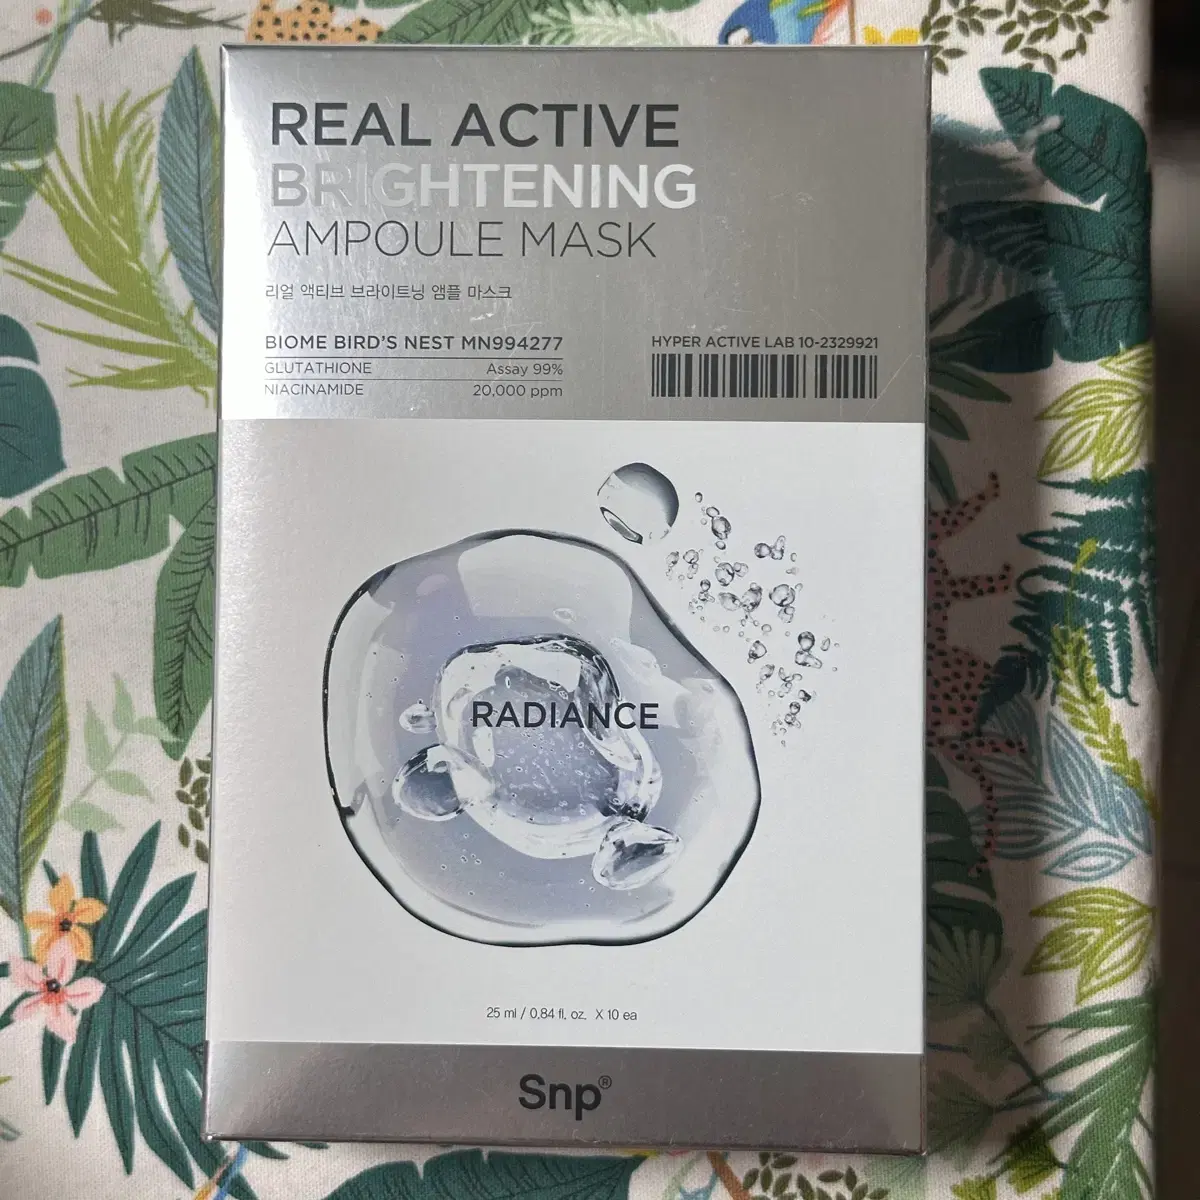 REAL ACTIVE
BRIGHTENING
AMPOULE MASK
리얼 액티브 브라이트닝 앰플 마스크
BIOME BIRD'S NEST MN994277
GLUTATHIONE Assay 99%
NIACINAMIDE 20,000 ppm
HYPER ACTIVE LAB 10-2329921
RADIANCE
25 ml / 0.84 fl. oz. X 10 ea
Snp®